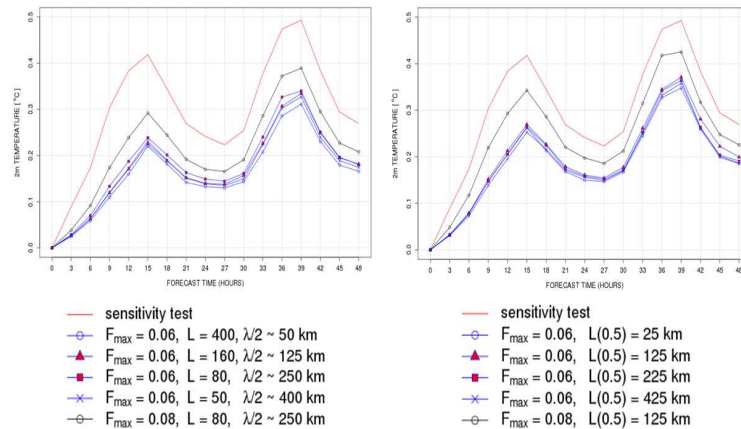 0.5
0.4
0.3
0.2
0.1
0.0
2m TEMPERATURE [ °C]
0 3 6 9 12 15 18 21 24 27 30 33 36 39 42 45 48
FORECAST TIME (HOURS)
sensitivity test
Fmax = 0.06, L = 400, λ/2 ~ 50 km
Fmax = 0.06, L = 160, λ/2 ~ 125 km
Fmax = 0.06, L = 80, λ/2 ~ 250 km
Fmax = 0.06, L = 50, λ/2 ~ 400 km
Fmax = 0.08, L = 80, λ/2 ~ 250 km
0.5
0.4
0.3
0.2
0.1
0.0
2m TEMPERATURE [ °C]
0 3 6 9 12 15 18 21 24 27 30 33 36 39 42 45 48
FORECAST TIME (HOURS)
sensitivity test
Fmax = 0.06, L(0.5) = 25 km
Fmax = 0.06, L(0.5) = 125 km
Fmax = 0.06, L(0.5) = 225 km
Fmax = 0.06, L(0.5) = 425 km
Fmax = 0.08, L(0.5) = 125 km